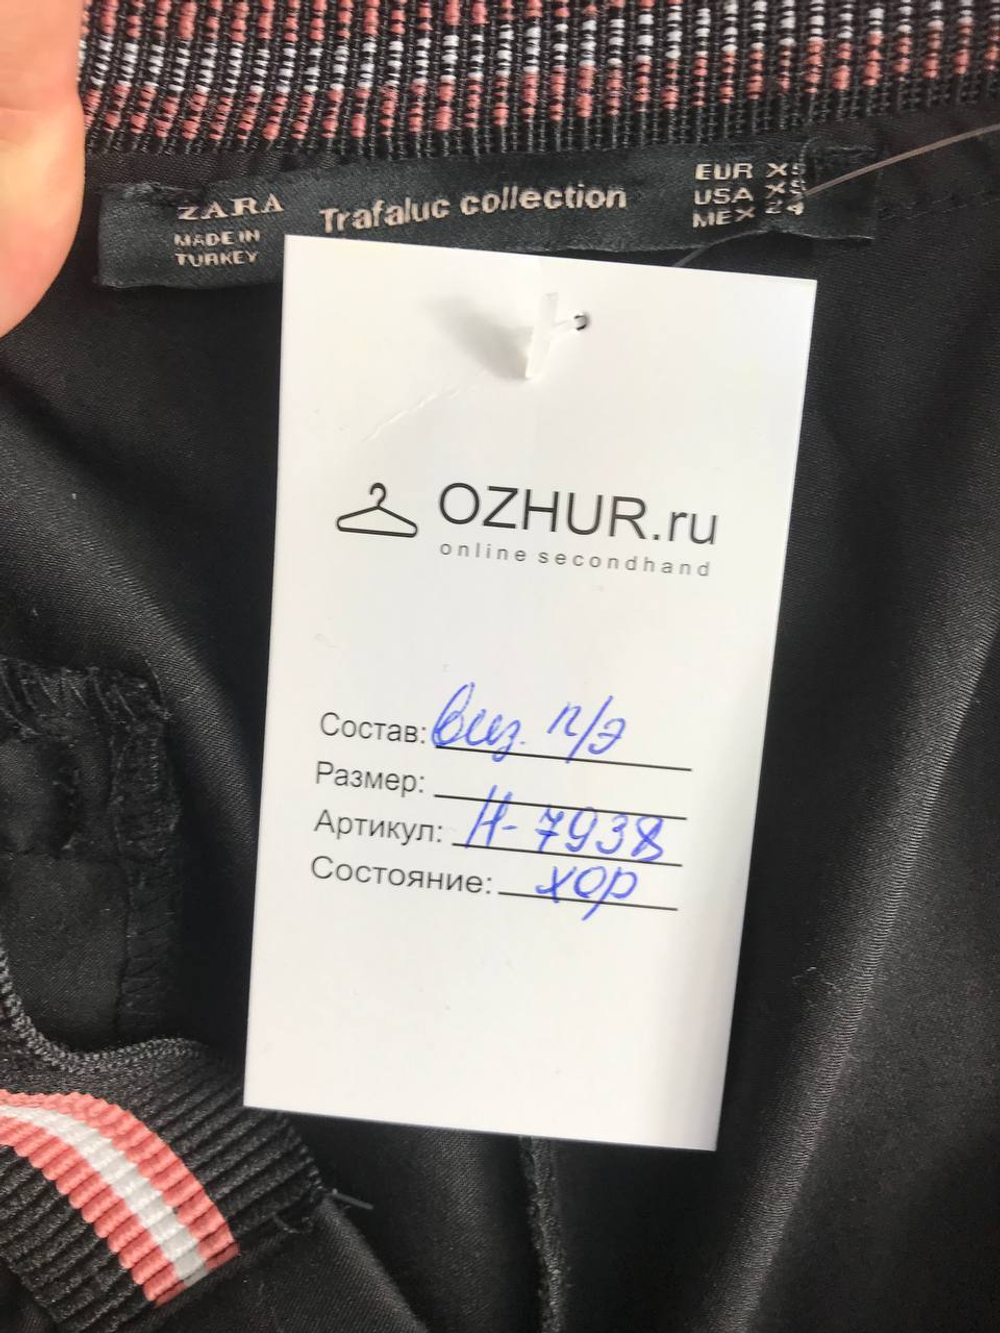 ZARA
MADE IN
TURKEY
Trafaluc collection
EUR XS
USA XS
MEX 24
OZHUR.ru
online secondhand
Состав: виз. п/э
Размер:
Артикул: Н-7938
Состояние: хор